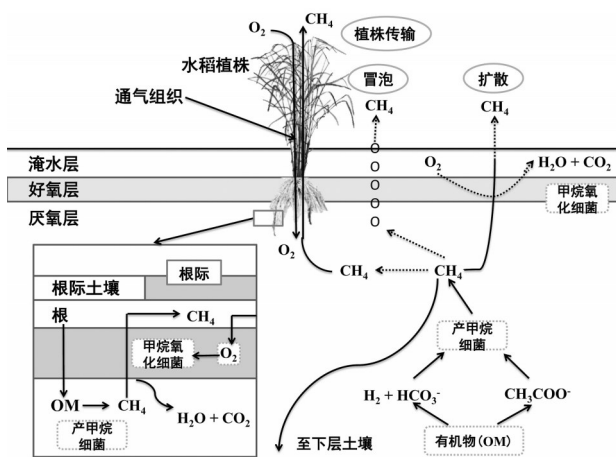 O₂
CH₄
植株传输
水稻植株
冒泡
扩散
通气组织
CH₄
CH₄
淹水层
O₂
H₂O + CO₂
好氧层
甲烷氧
化细菌
厌氧层
O₂
CH₄
CH₄
根际
根际土壤
根
CH₄
甲烷氧
化细菌
O₂
产甲烷
细菌
OM
CH₄
H₂O + CO₂
产甲烷
细菌
H₂ + HCO₃⁻
CH₃COO⁻
至下层土壤
有机物(OM)